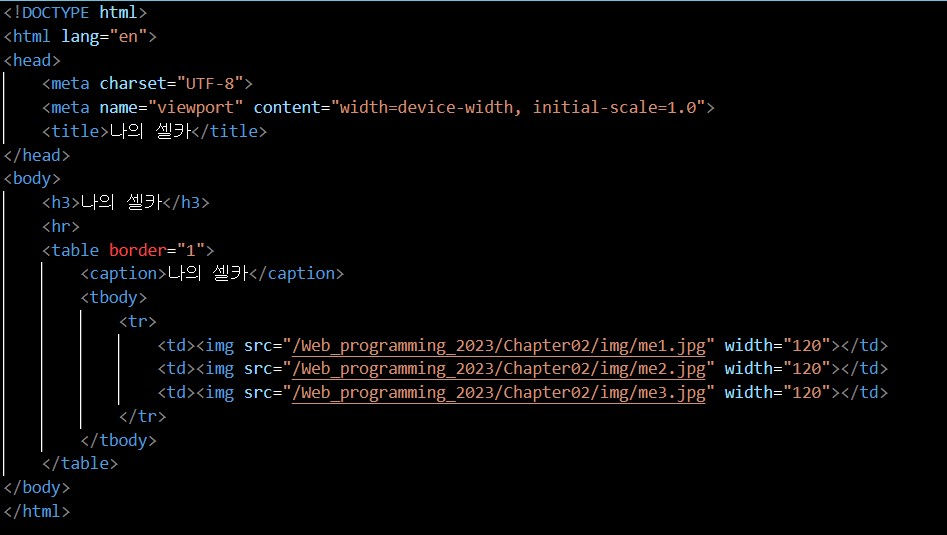 <!DOCTYPE html>
<html lang="en">
<head>
    <meta charset="UTF-8">
    <meta name="viewport" content="width=device-width, initial-scale=1.0">
    <title>나의 셀카</title>
</head>
<body>
    <h3>나의 셀카</h3>
    <hr>
    <table border="1">
        <caption>나의 셀카</caption>
        <tbody>
            <tr>
                <td><img src="/Web_programming_2023/Chapter02/img/me1.jpg" width="120"></td>
                <td><img src="/Web_programming_2023/Chapter02/img/me2.jpg" width="120"></td>
                <td><img src="/Web_programming_2023/Chapter02/img/me3.jpg" width="120"></td>
            </tr>
        </tbody>
    </table>
</body>
</html>